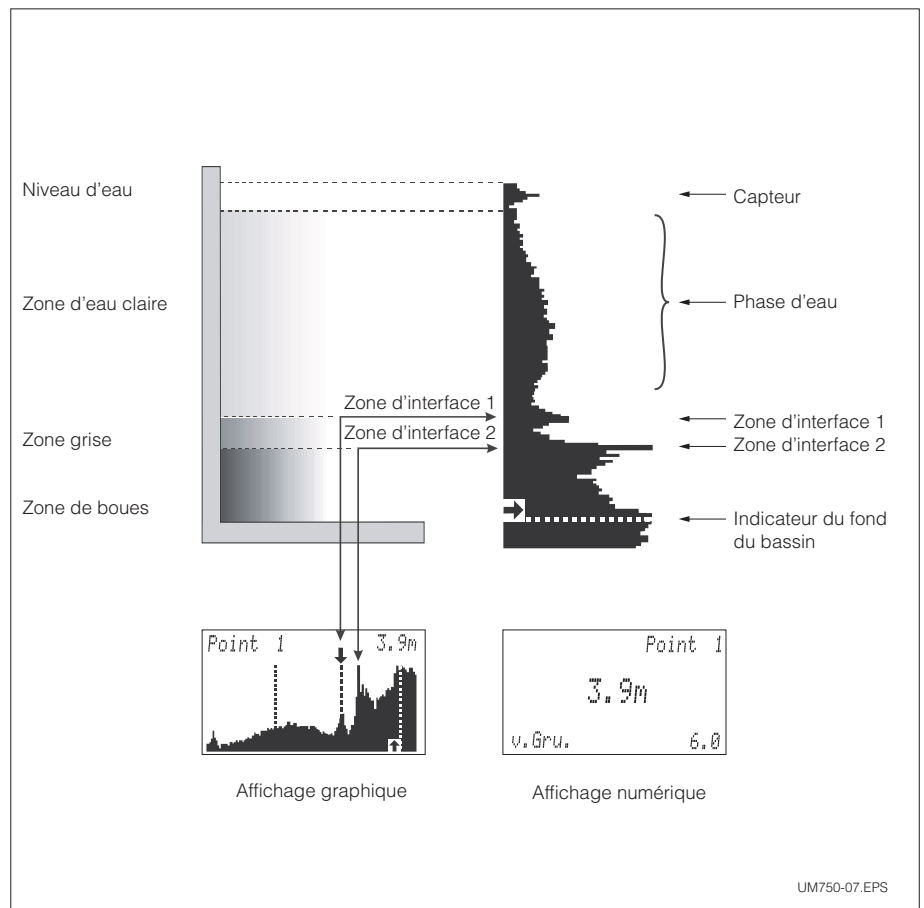 Niveau d'eau
Capteur
Zone d'eau claire
Phase d'eau
Zone d'interface 1
Zone d'interface 2
Zone d'interface 1
Zone d'interface 2
Zone grise
Zone de boues
Indicateur du fond
du bassin
Point 1 3.9m
Affichage graphique
Point 1
3.9m
v.Gru. 6.0
Affichage numérique
UM750-07.EPS